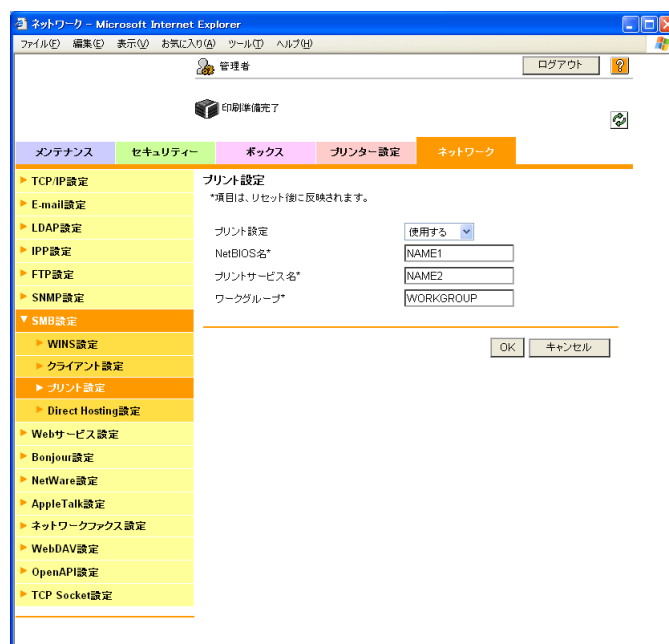 ネットワーク - Microsoft Internet Explorer
ファイル(F) 編集(E) 表示(V) お気に入り(A) ツール(T) ヘルプ(H)
管理者
ログアウト
?
印刷準備完了
メンテナンス セキュリティー ボックス プリンター設定 ネットワーク
TCP/IP設定
E-mail設定
LDAP設定
IPP設定
FTP設定
SNMP設定
SMB設定
WINS設定
クライアント設定
プリント設定
Direct Hosting設定
Webサービス設定
Bonjour設定
NetWare設定
AppleTalk設定
ネットワークファクス設定
WebDAV設定
OpenAPI設定
TCP Socket設定
プリント設定
*項目は、リセット後に反映されます。
プリント設定 使用する
NetBIOS名* NAME1
プリントサービス名* NAME2
ワークグループ* WORKGROUP
OK キャンセル